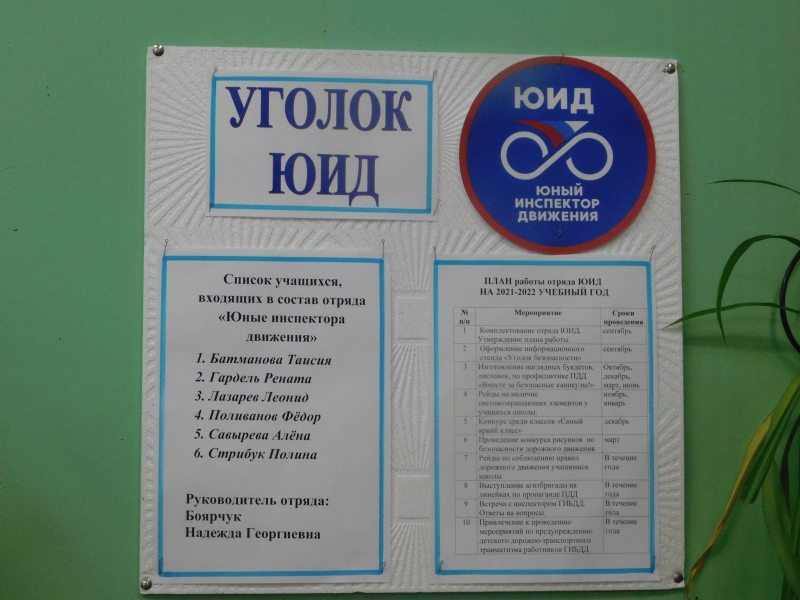 УГОЛОК
ЮИД
ЮИД
ЮНЫЙ
ИНСПЕКТОР
ДВИЖЕНИЯ
Список учащихся,
входящих в состав отряда
«Юные инспектора
движения»
1. Батманова Таисия
2. Гардель Рената
3. Лазарев Леонид
4. Поливанов Фёдор
5. Савырева Алёна
6. Стрибук Полина
Руководитель отряда:
Боярчук
Надежда Георгиевна
ПЛАН работы отряда ЮИД
НА 2021-2022 УЧЕБНЫЙ ГОД
№ Мероприятие Сроки
п/п проведения
1 Комплектование отряда ЮИД. сентябрь
Утверждение плана работы.
2 Оформление информационного сентябрь
стенда «Уголок безопасности»
3 Изготовление наглядных буклетов, Октябрь,
листовок, по профилактике ПДД декабрь,
«Вместе за безопасные каникулы!» март, июнь
4 Рейды на наличие ноябрь,
светоотвращающих элементов у январь
учащихся школы.
5 Конкурс среди классов «Самый декабрь
яркий класс»
6 Проведение конкурса рисунков по март
безопасности дорожного движения
7 Рейды по соблюдению правил В течение
дорожного движения учащимися года
школы
8 Выступление агитбригады на В течение
линейках по пропаганде ПДД года
9 Встреча с инспектором ГИБДД. В течение
Ответы на вопросы. года
10 Привлечение к проведению В течение
мероприятий по предупреждению года
детского дорожно-транспортного
травматизма работников ГИБДД